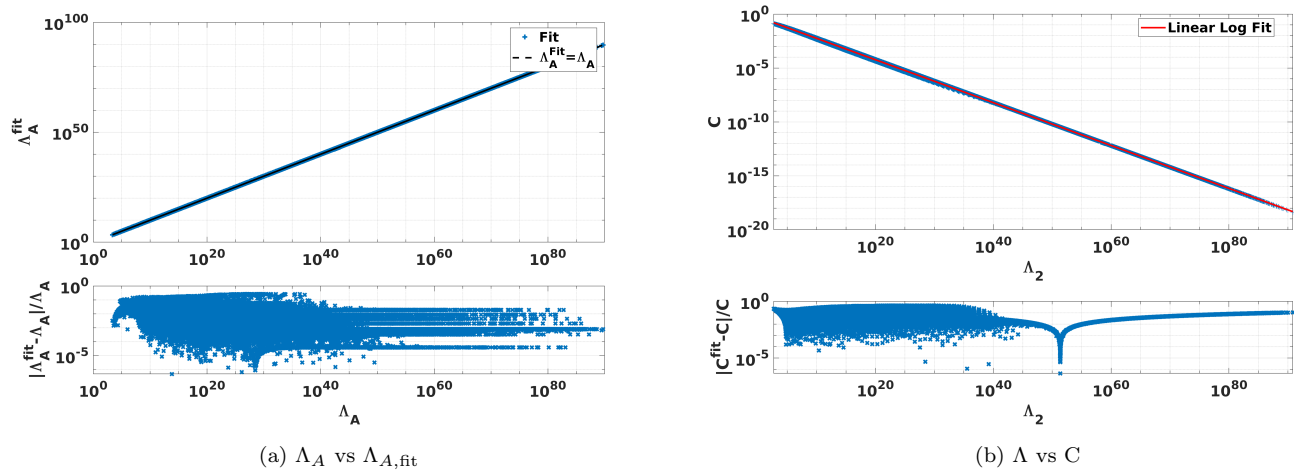 10^100
10^50
10^0
Λ_A^fit
+ Fit
-- Λ_A^Fit=Λ_A
10^0 10^20 10^40 10^60 10^80
10^0
10^-5
|Λ_A^fit-Λ_A|/Λ_A
10^0 10^20 10^40 10^60 10^80
Λ_A
(a) Λ_A vs Λ_A,fit
10^0
10^-5
10^-10
10^-15
10^-20
C
Linear Log Fit
10^20 10^40 10^60 10^80
Λ_2
10^0
10^-5
|C^fit-C|/C
10^20 10^40 10^60 10^80
Λ_2
(b) Λ vs C